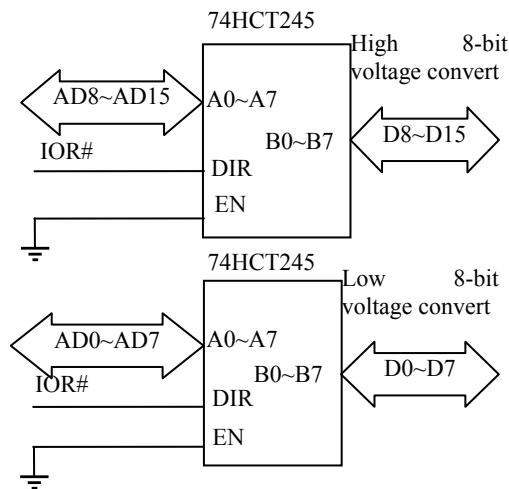 74HCT245
High 8-bit
voltage convert
AD8~AD15
A0~A7
D8~D15
B0~B7
IOR#
DIR
EN
74HCT245
Low 8-bit
voltage convert
AD0~AD7
A0~A7
B0~B7
D0~D7
IOR#
DIR
EN